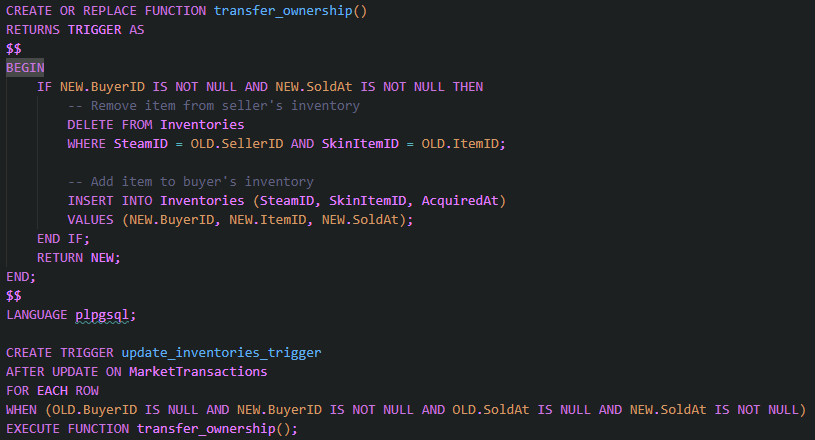 CREATE OR REPLACE FUNCTION transfer_ownership()
RETURNS TRIGGER AS
$$
BEGIN
    IF NEW.BuyerID IS NOT NULL AND NEW.SoldAt IS NOT NULL THEN
        -- Remove item from seller's inventory
        DELETE FROM Inventories
        WHERE SteamID = OLD.SellerID AND SkinItemID = OLD.ItemID;

        -- Add item to buyer's inventory
        INSERT INTO Inventories (SteamID, SkinItemID, AcquiredAt)
        VALUES (NEW.BuyerID, NEW.ItemID, NEW.SoldAt);
    END IF;
    RETURN NEW;
END;
$$
LANGUAGE plpgsql;

CREATE TRIGGER update_inventories_trigger
AFTER UPDATE ON MarketTransactions
FOR EACH ROW
WHEN (OLD.BuyerID IS NULL AND NEW.BuyerID IS NOT NULL AND OLD.SoldAt IS NULL AND NEW.SoldAt IS NOT NULL)
EXECUTE FUNCTION transfer_ownership();